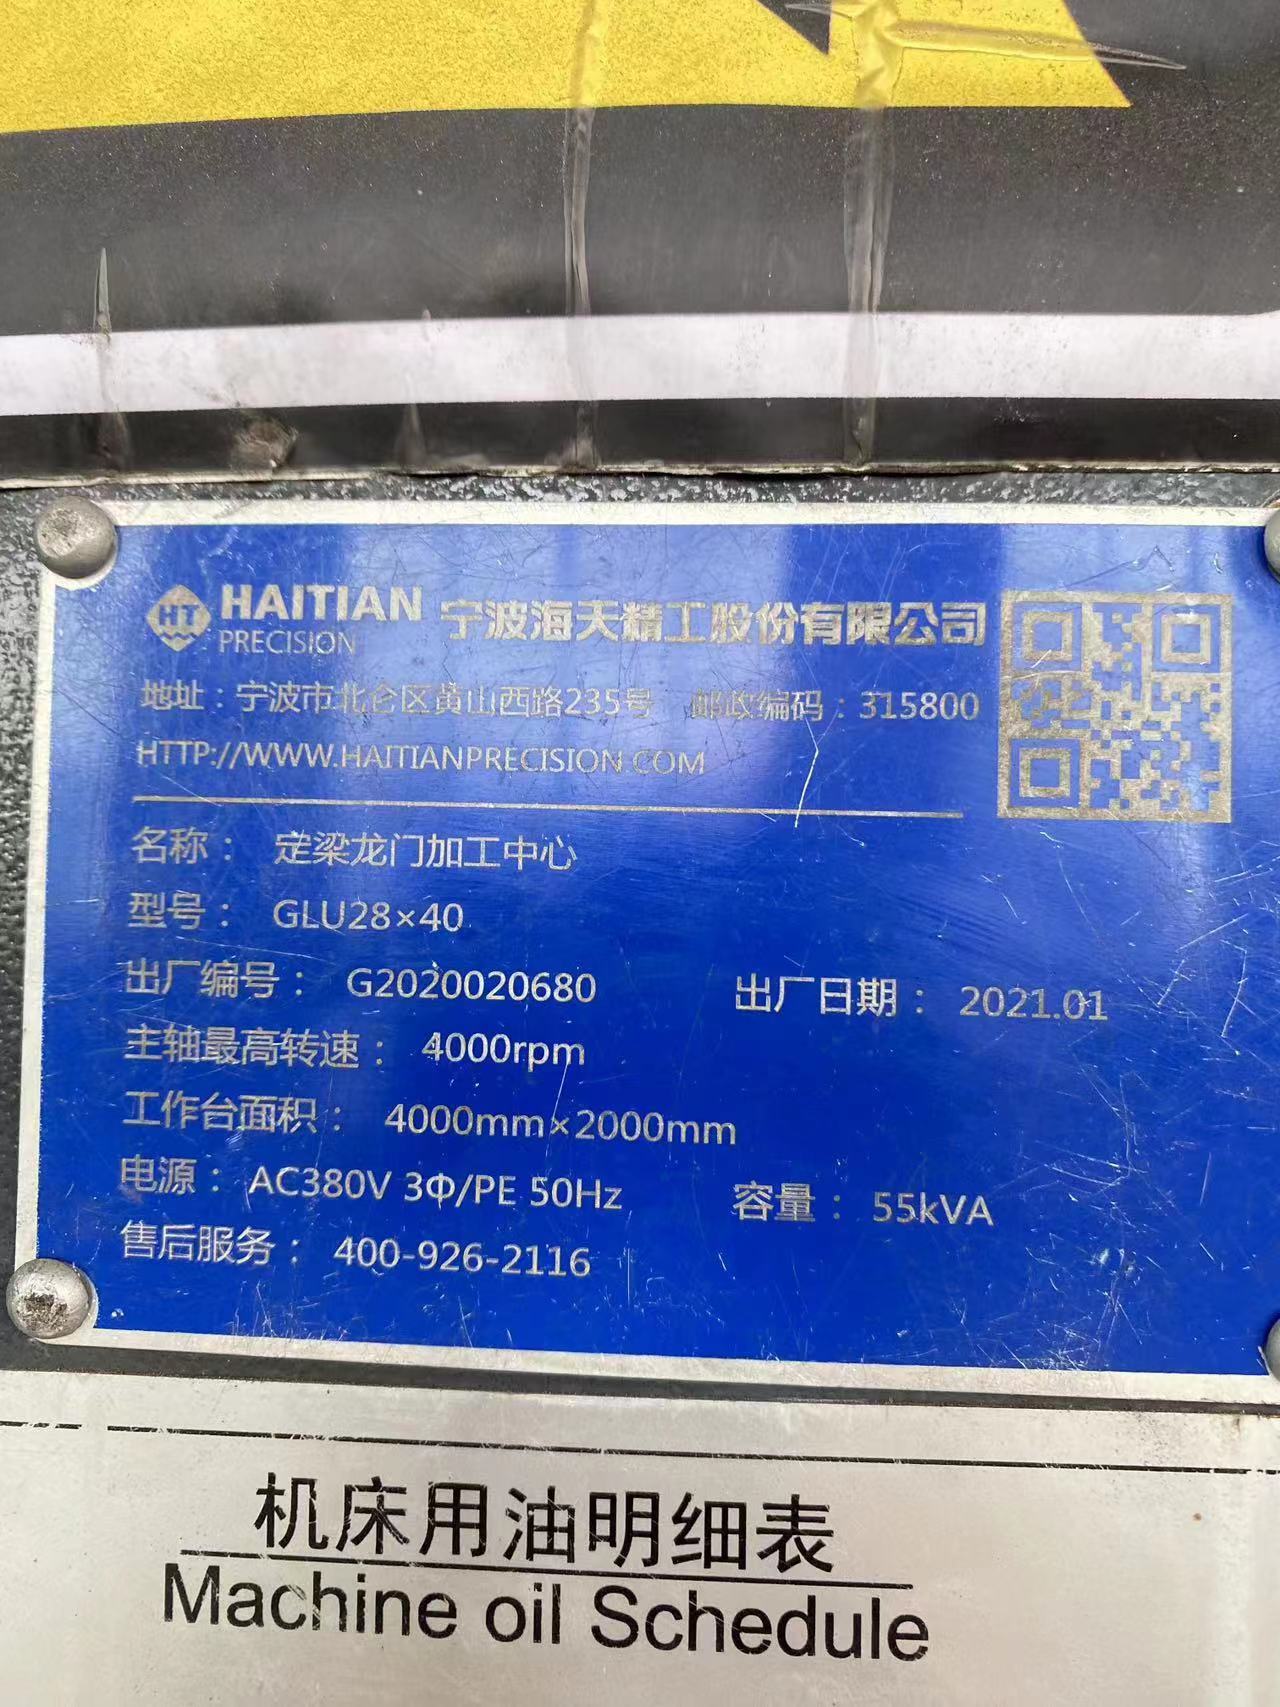 HT HAITIAN PRECISION 宁波海天精工股份有限公司
地址：宁波市北仑区黄山西路235号 邮政编码：315800
HTTP://WWW.HAITIANPRECISION.COM
名称： 定梁龙门加工中心
型号： GLU28×40
出厂编号： G2020020680 出厂日期： 2021.01
主轴最高转速： 4000rpm
工作台面积： 4000mm×2000mm
电源： AC380V 3Φ/PE 50Hz 容量： 55kVA
售后服务： 400-926-2116
机床用油明细表
Machine oil Schedule